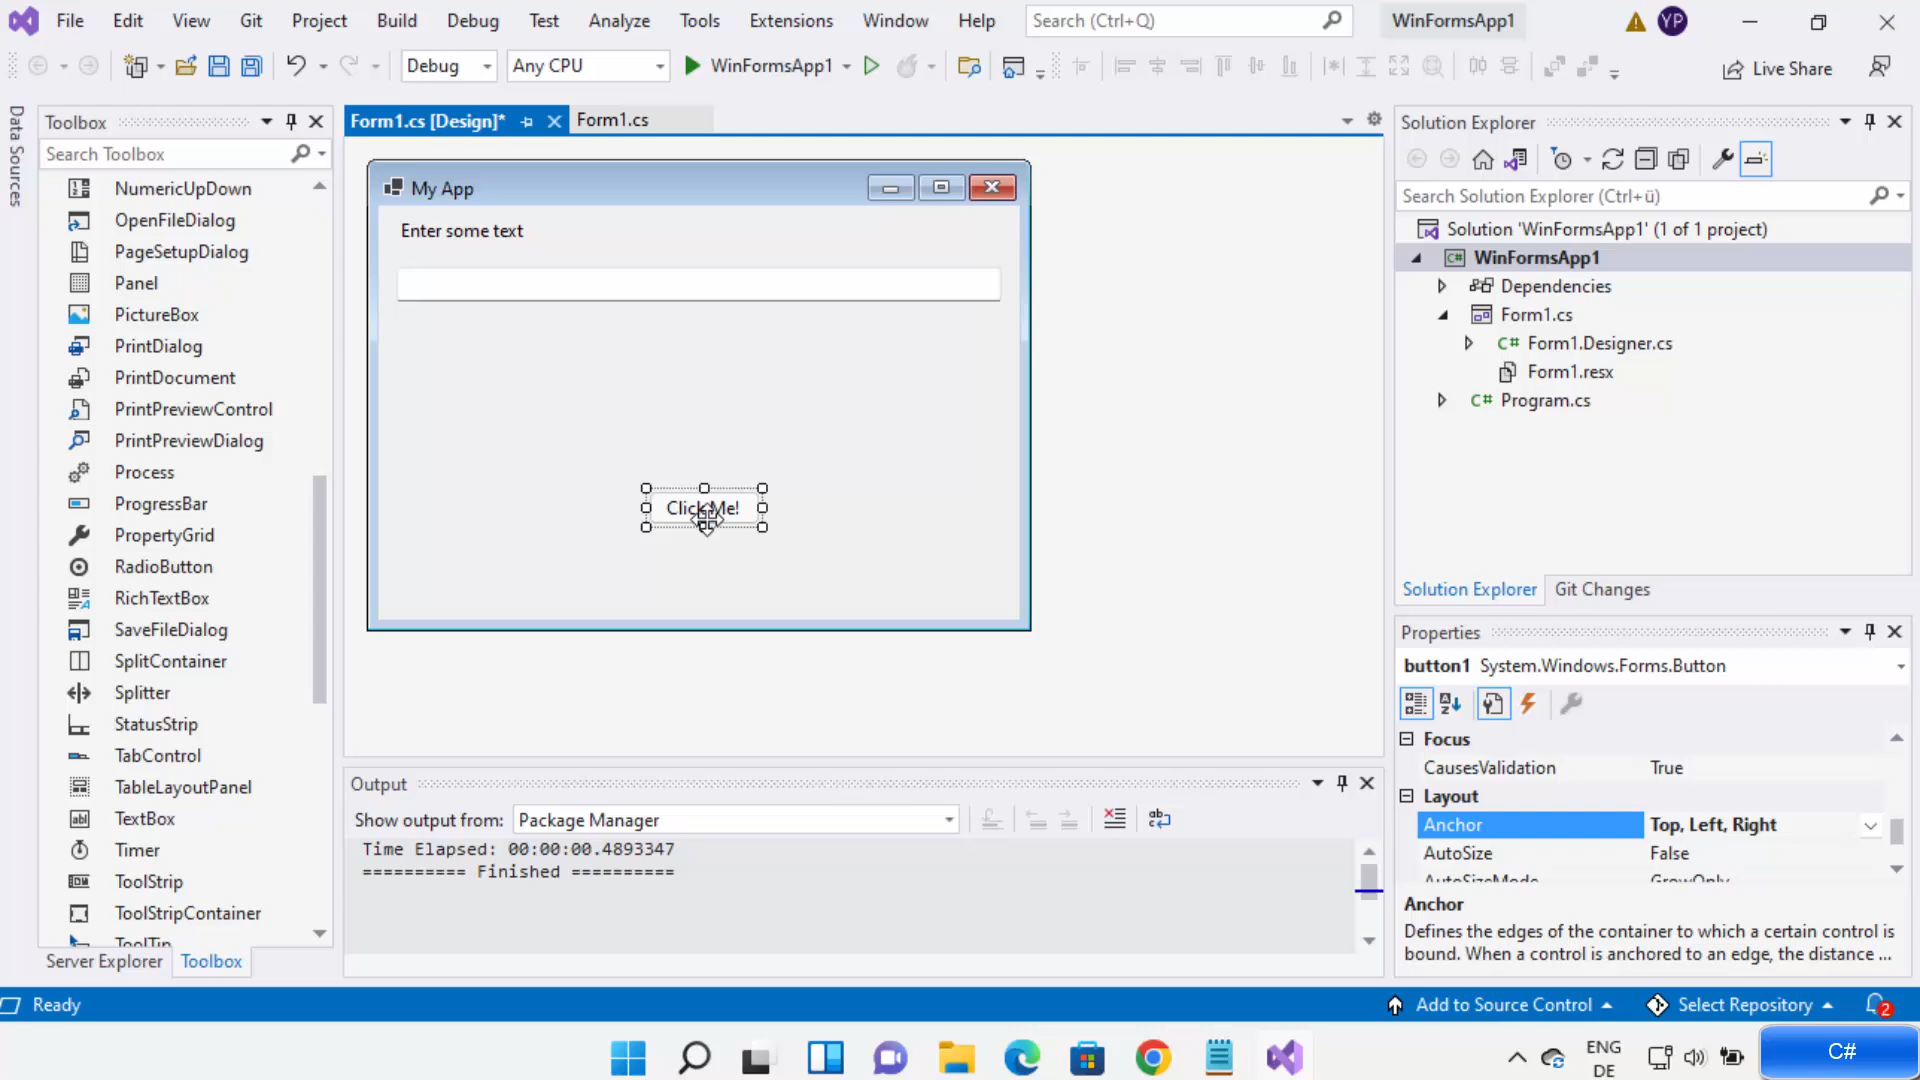 File Edit View Git Project Build Debug Test Analyze Tools Extensions Window Help Search (Ctrl+Q) WinFormsApp1 YP
Debug Any CPU WinFormsApp1 Live Share
Data Sources
Toolbox
Search Toolbox
NumericUpDown
OpenFileDialog
PageSetupDialog
Panel
PictureBox
PrintDialog
PrintDocument
PrintPreviewControl
PrintPreviewDialog
Process
ProgressBar
PropertyGrid
RadioButton
RichTextBox
SaveFileDialog
SplitContainer
Splitter
StatusStrip
TabControl
TableLayoutPanel
TextBox
Timer
ToolStrip
ToolStripContainer
ToolTip
Server Explorer Toolbox
Form1.cs [Design]* Form1.cs
My App
Enter some text
Click Me!
Output
Show output from: Package Manager
Time Elapsed: 00:00:00.4893347
========== Finished ==========
Solution Explorer
Search Solution Explorer (Ctrl+ü)
Solution 'WinFormsApp1' (1 of 1 project)
WinFormsApp1
Dependencies
Form1.cs
C# Form1.Designer.cs
Form1.resx
C# Program.cs
Solution Explorer Git Changes
Properties
button1 System.Windows.Forms.Button
Focus
CausesValidation True
Layout
Anchor Top, Left, Right
AutoSize False
AutoSizeMode GrowOnly
Anchor
Defines the edges of the container to which a certain control is
bound. When a control is anchored to an edge, the distance ...
Ready Add to Source Control Select Repository 2
ENG
DE
C#